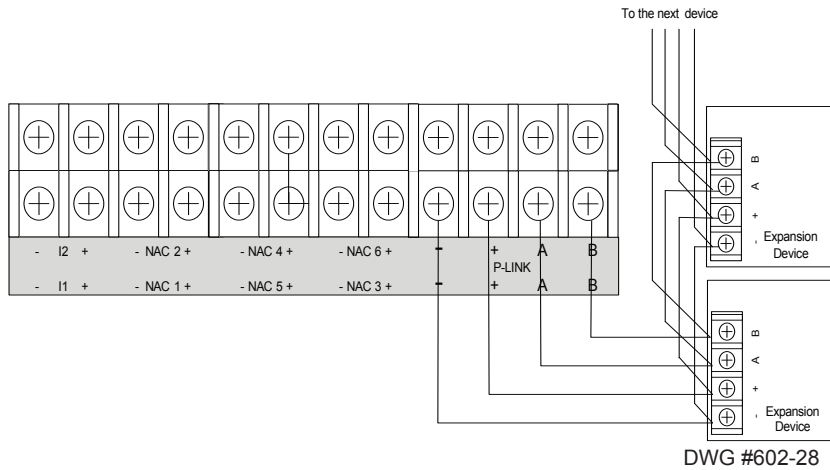 To the next device
B
A
+
-
Expansion
Device
- I2 + - NAC 2 + - NAC 4 + - NAC 6 + - + A B
P-LINK
- I1 + - NAC 1 + - NAC 5 + - NAC 3 + - + A B
B
A
+
-
Expansion
Device
DWG #602-28